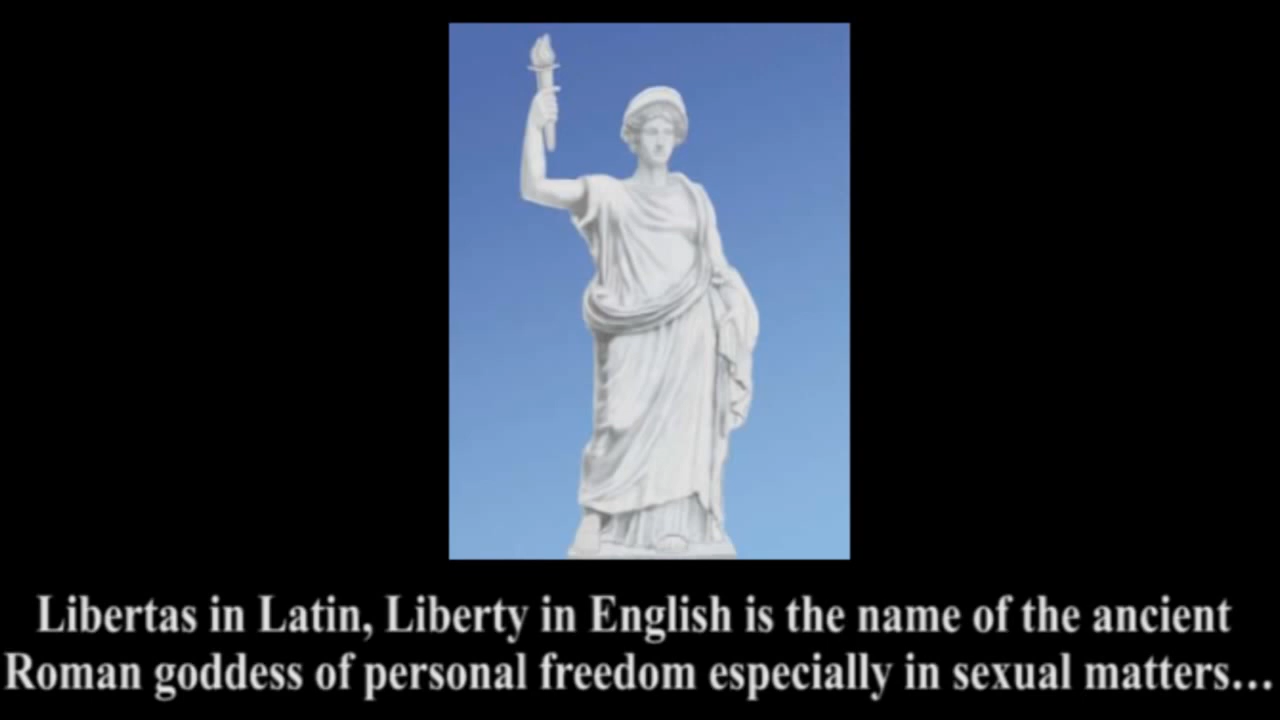 Libertas in Latin, Liberty in English is the name of the ancient
Roman goddess of personal freedom especially in sexual matters…